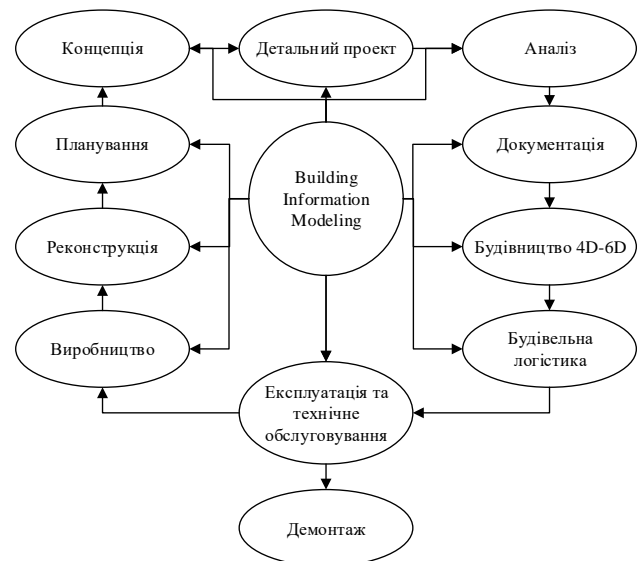 Концепція
Детальний проект
Аналіз
Планування
Building
Information
Modeling
Документація
Реконструкція
Будівництво 4D-6D
Виробництво
Будівельна
логістика
Експлуатація та
технічне
обслуговування
Демонтаж